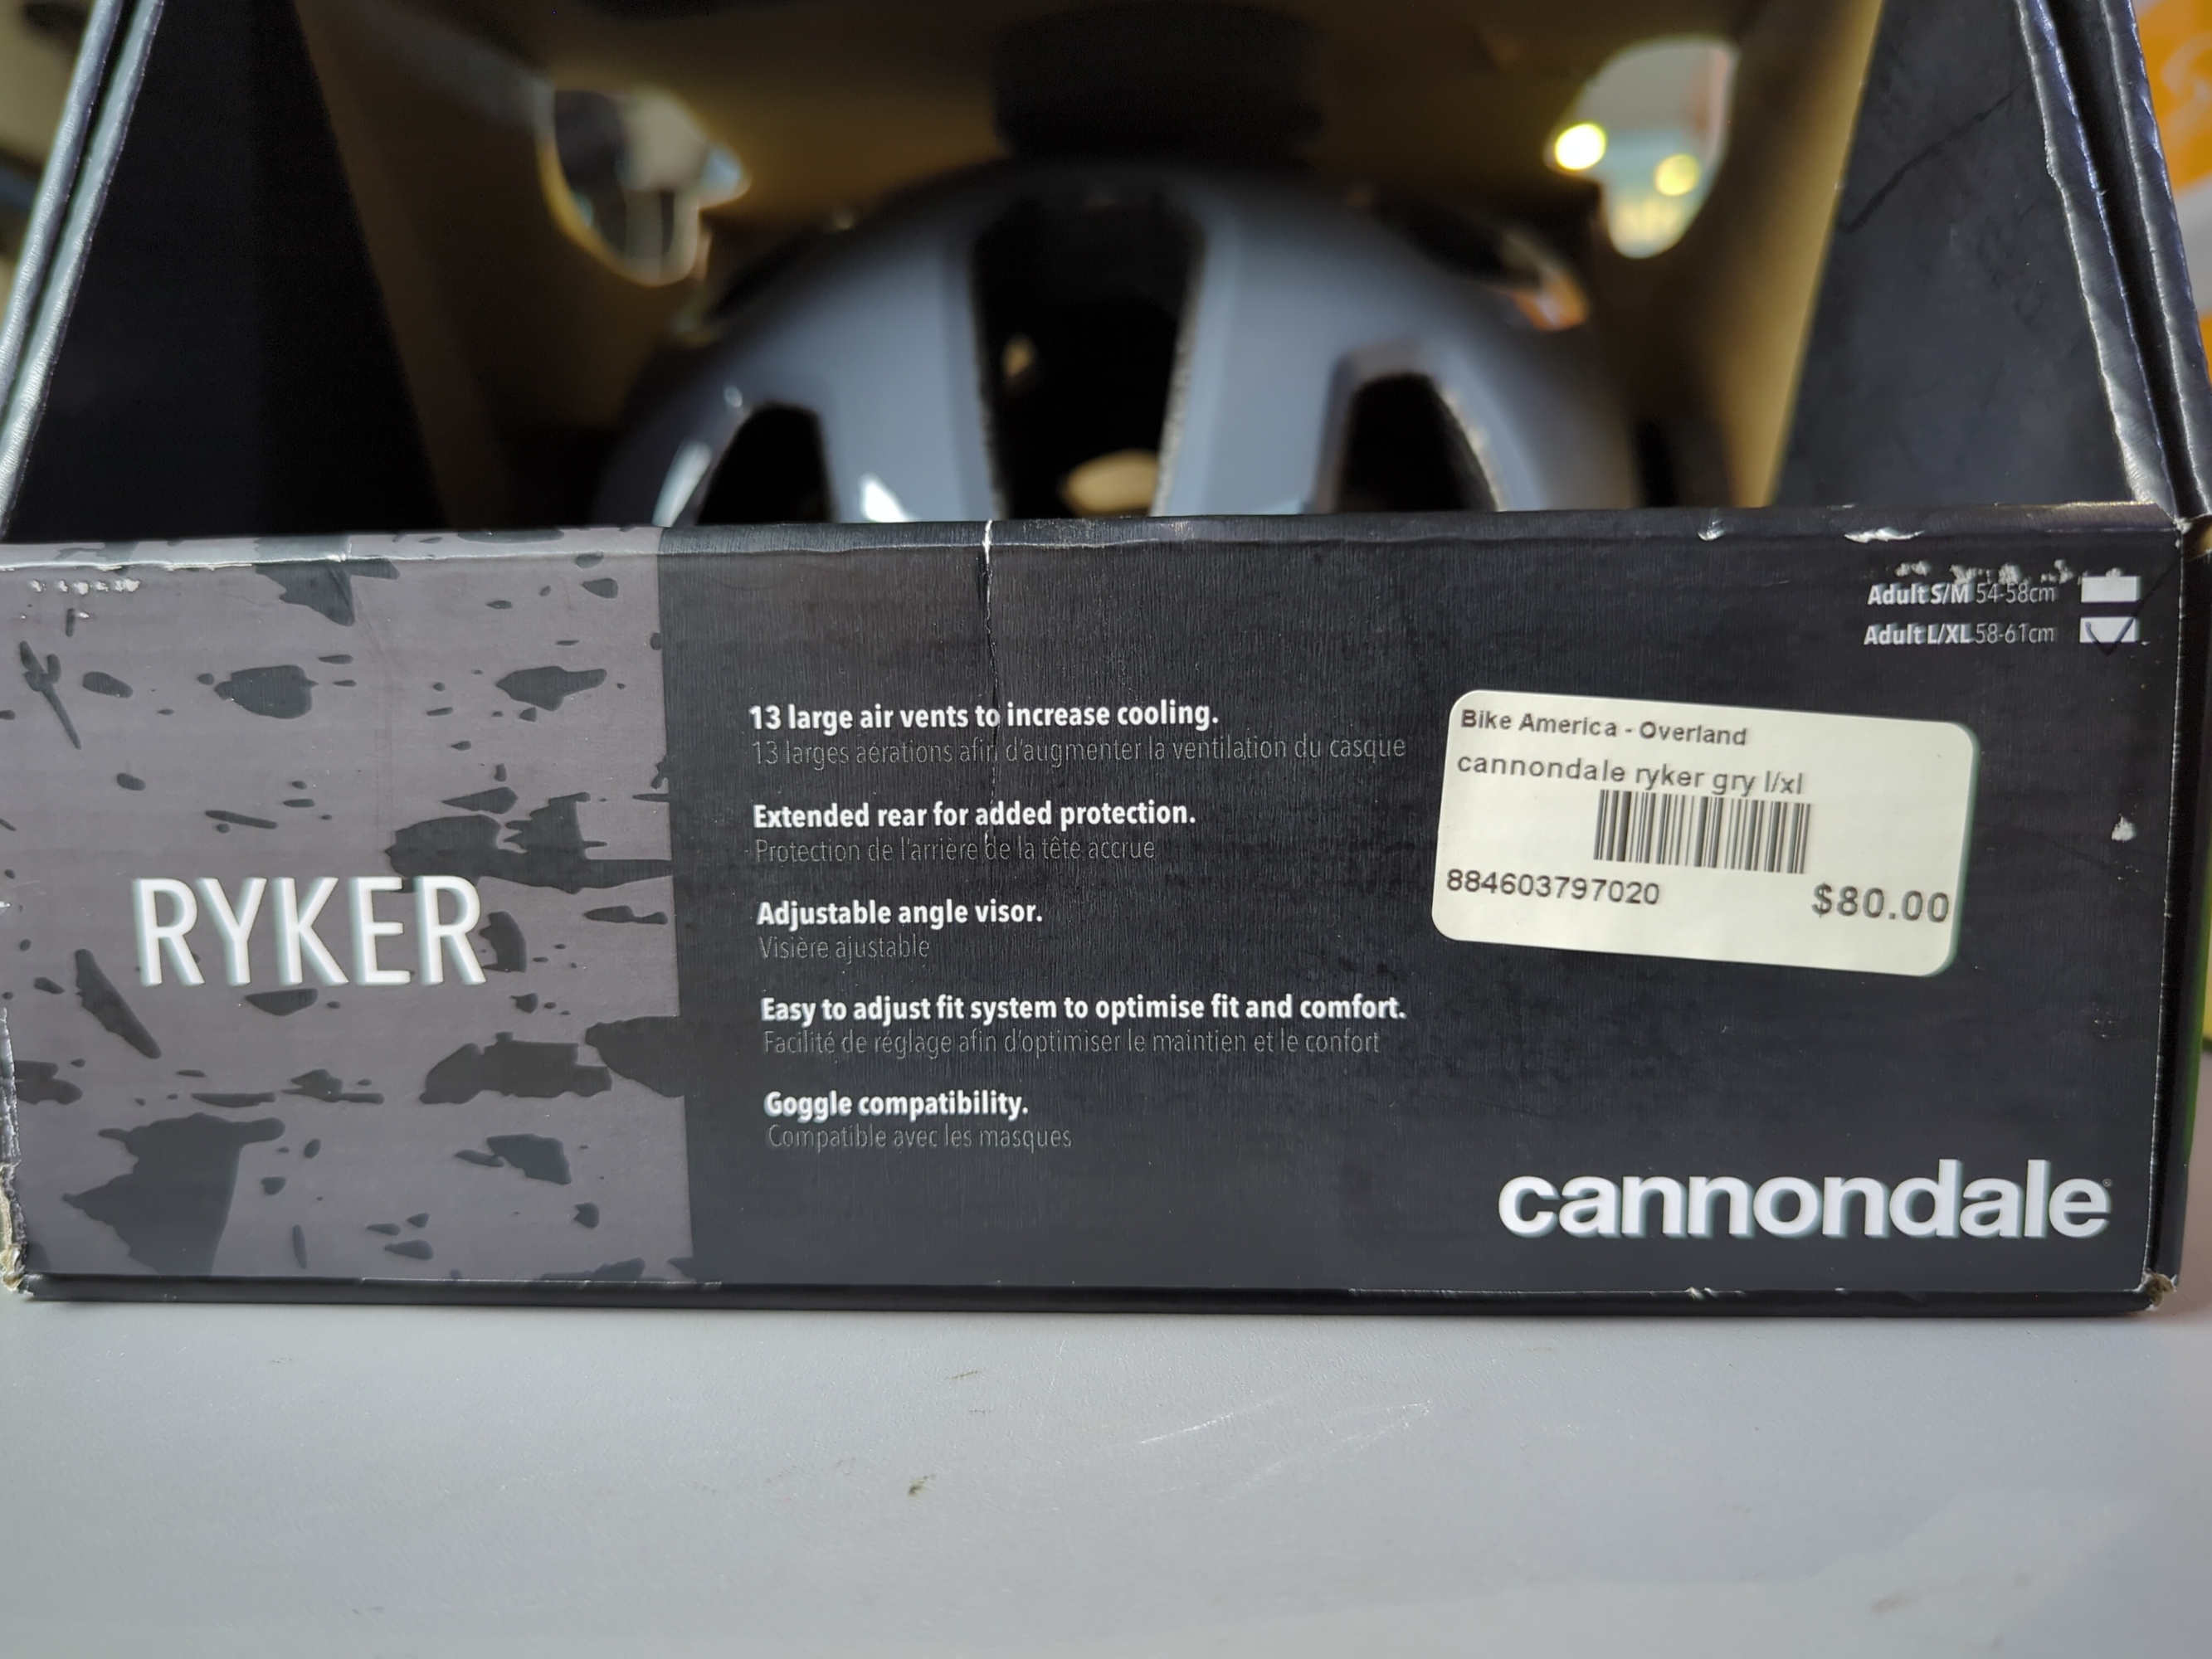 RYKER
13 large air vents to increase cooling.
13 larges aérations afin d'augmenter la ventilation du casque
Extended rear for added protection.
Protection de l'arrière de la tête accrue
Adjustable angle visor.
Visière ajustable
Easy to adjust fit system to optimise fit and comfort.
Facilité de réglage afin d'optimiser le maintien et le confort
Goggle compatibility.
Compatible avec les masques
Adult S/M 54-58cm
Adult L/XL 58-61cm
Bike America - Overland
cannondale ryker gry l/xl
884603797020
$80.00
cannondale